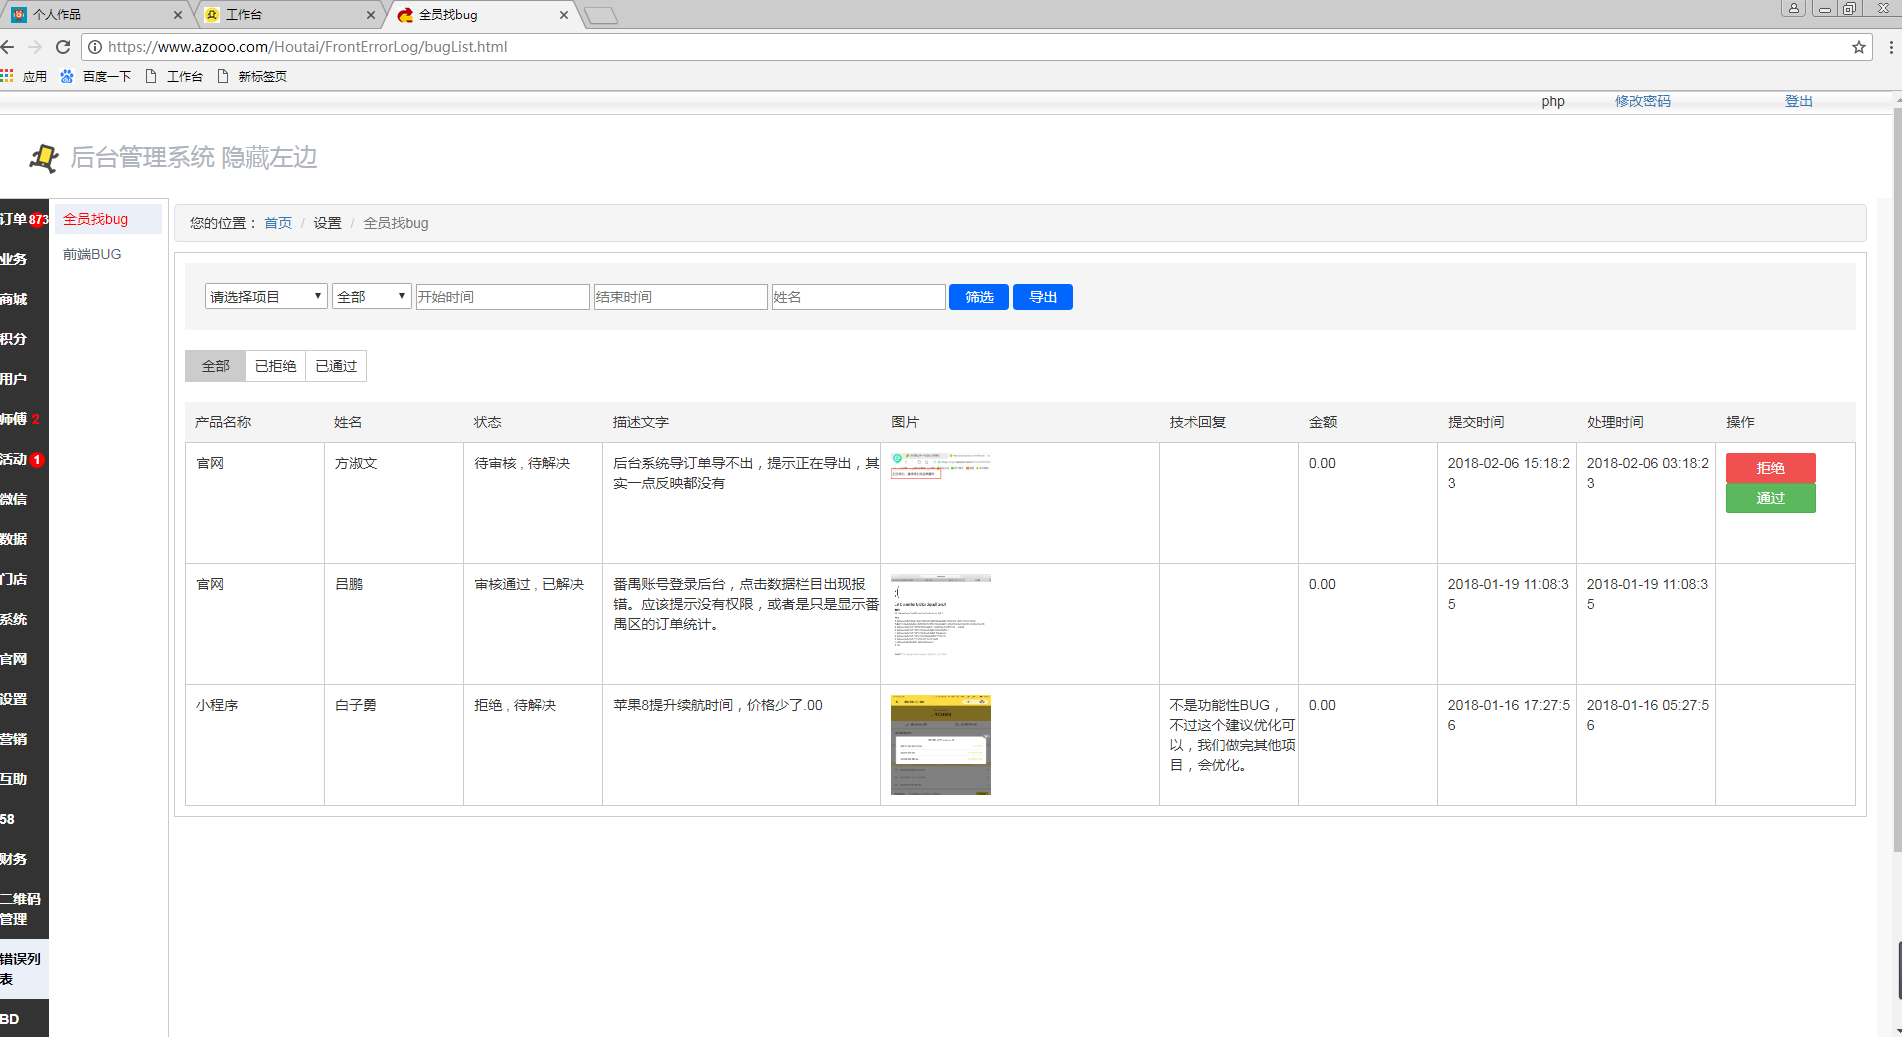 个人作品
工作台
全员找bug
https://www.azooo.com/Houtai/FrontErrorLog/bugList.html
应用 百度一下 工作台 新标签页
php 修改密码 登出
后台管理系统 隐藏左边
订单 873
业务
商城
积分
用户
师傅 2
活动 1
微信
数据
门店
系统
官网
设置
营销
互助
58
财务
二维码
管理
错误列
表
BD
全员找bug
前端BUG
您的位置： 首页 / 设置 / 全员找bug
请选择项目 全部 开始时间 结束时间 姓名 筛选 导出
全部 已拒绝 已通过
产品名称 姓名 状态 描述文字 图片 技术回复 金额 提交时间 处理时间 操作
官网 方淑文 待审核 , 待解决 后台系统导订单导不出，提示正在导出，其 0.00 2018-02-06 15:18:2 2018-02-06 03:18:2 拒绝
实一点反映都没有 3 3 通过
官网 吕鹏 审核通过 , 已解决 番禺账号登录后台，点击数据栏目出现报 0.00 2018-01-19 11:08:3 2018-01-19 11:08:3
错。应该提示没有权限，或者是只是显示番 5 5
禺区的订单统计。
小程序 白子勇 拒绝 , 待解决 苹果8提升续航时间，价格少了.00 不是功能性BUG， 0.00 2018-01-16 17:27:5 2018-01-16 05:27:5
不过这个建议优化可 6 6
以，我们做完其他项
目，会优化。